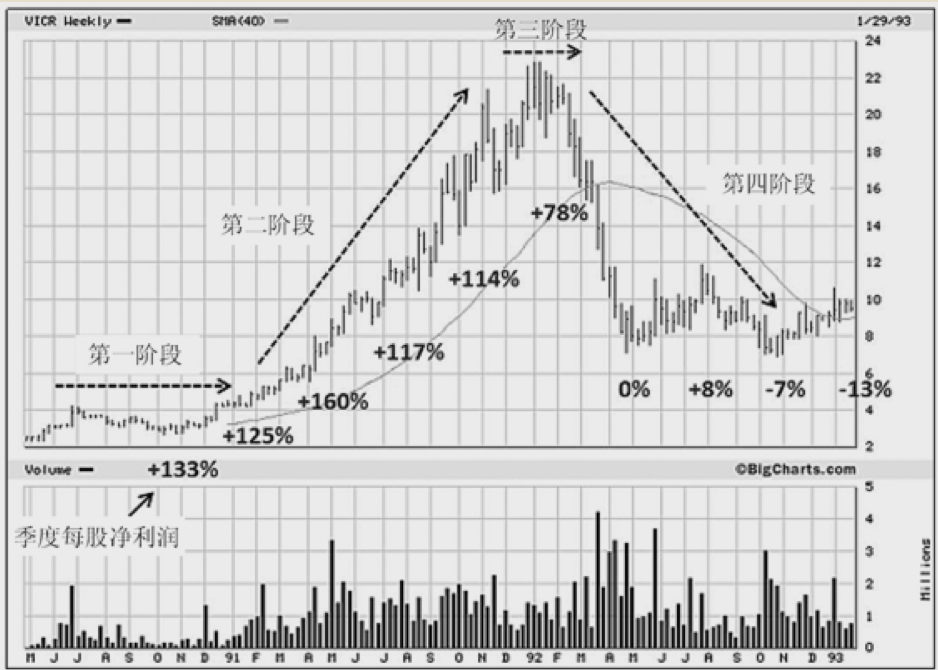 VICR Weekly
SMA(40)
1/29/93
第三阶段
24
22
20
18
第四阶段
16
+78%
第二阶段
14
12
+114%
10
8
第一阶段
+117%
6
0%
+8%
-7%
-13%
+160%
4
+125%
2
Volume
+133%
©BigCharts.com
5
季度每股净利润
4
3
2
1
0
Millions
M J J A S O N D 91 F M A M J J A S O N D 92 F M A M J J A S O N D 93